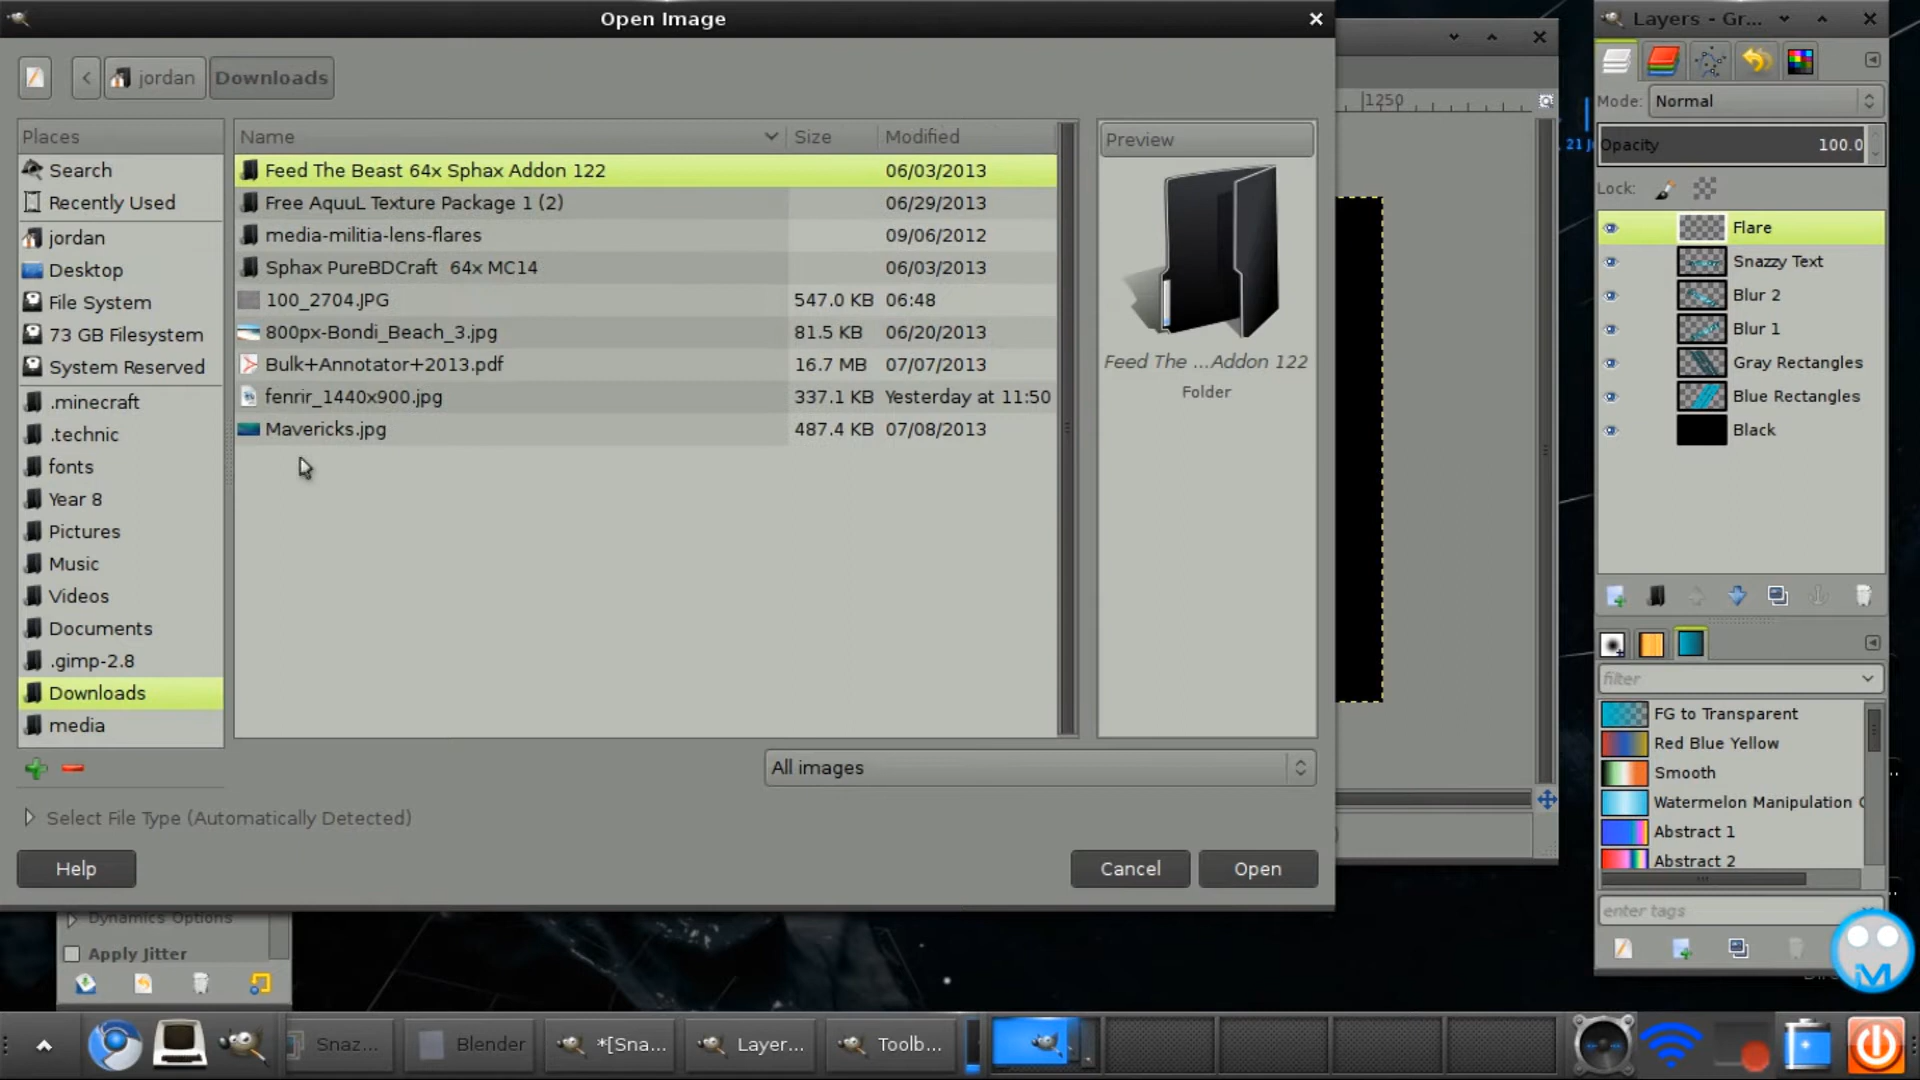 Open Image
Layers - Gr...
jordan
Downloads
1250
Mode:
Normal
Places
Name
Size
Modified
Preview
Opacity
100.0
Search
Feed The Beast 64x Sphax Addon 122
06/03/2013
Recently Used
Free AquuL Texture Package 1 (2)
06/29/2013
Lock:
jordan
media-militia-lens-flares
09/06/2012
Flare
Desktop
Sphax PureBDCraft 64x MC14
06/03/2013
Snazzy Text
File System
100_2704.JPG
547.0 KB
06:48
Blur 2
73 GB Filesystem
800px-Bondi_Beach_3.jpg
81.5 KB
06/20/2013
Blur 1
System Reserved
Bulk+Annotator+2013.pdf
16.7 MB
07/07/2013
Feed The ...Addon 122
Folder
Gray Rectangles
.minecraft
fenrir_1440x900.jpg
337.1 KB
Yesterday at 11:50
Blue Rectangles
.technic
Mavericks.jpg
487.4 KB
07/08/2013
Black
fonts
Year 8
Pictures
Music
Videos
Documents
.gimp-2.8
Downloads
media
filter
FG to Transparent
Red Blue Yellow
Smooth
Watermelon Manipulation
Abstract 1
Abstract 2
All images
Select File Type (Automatically Detected)
Help
Cancel
Open
enter tags
Dynamics Options
Apply Jitter
Snaz...
Blender
*[Sna...
Layer...
Toolb...